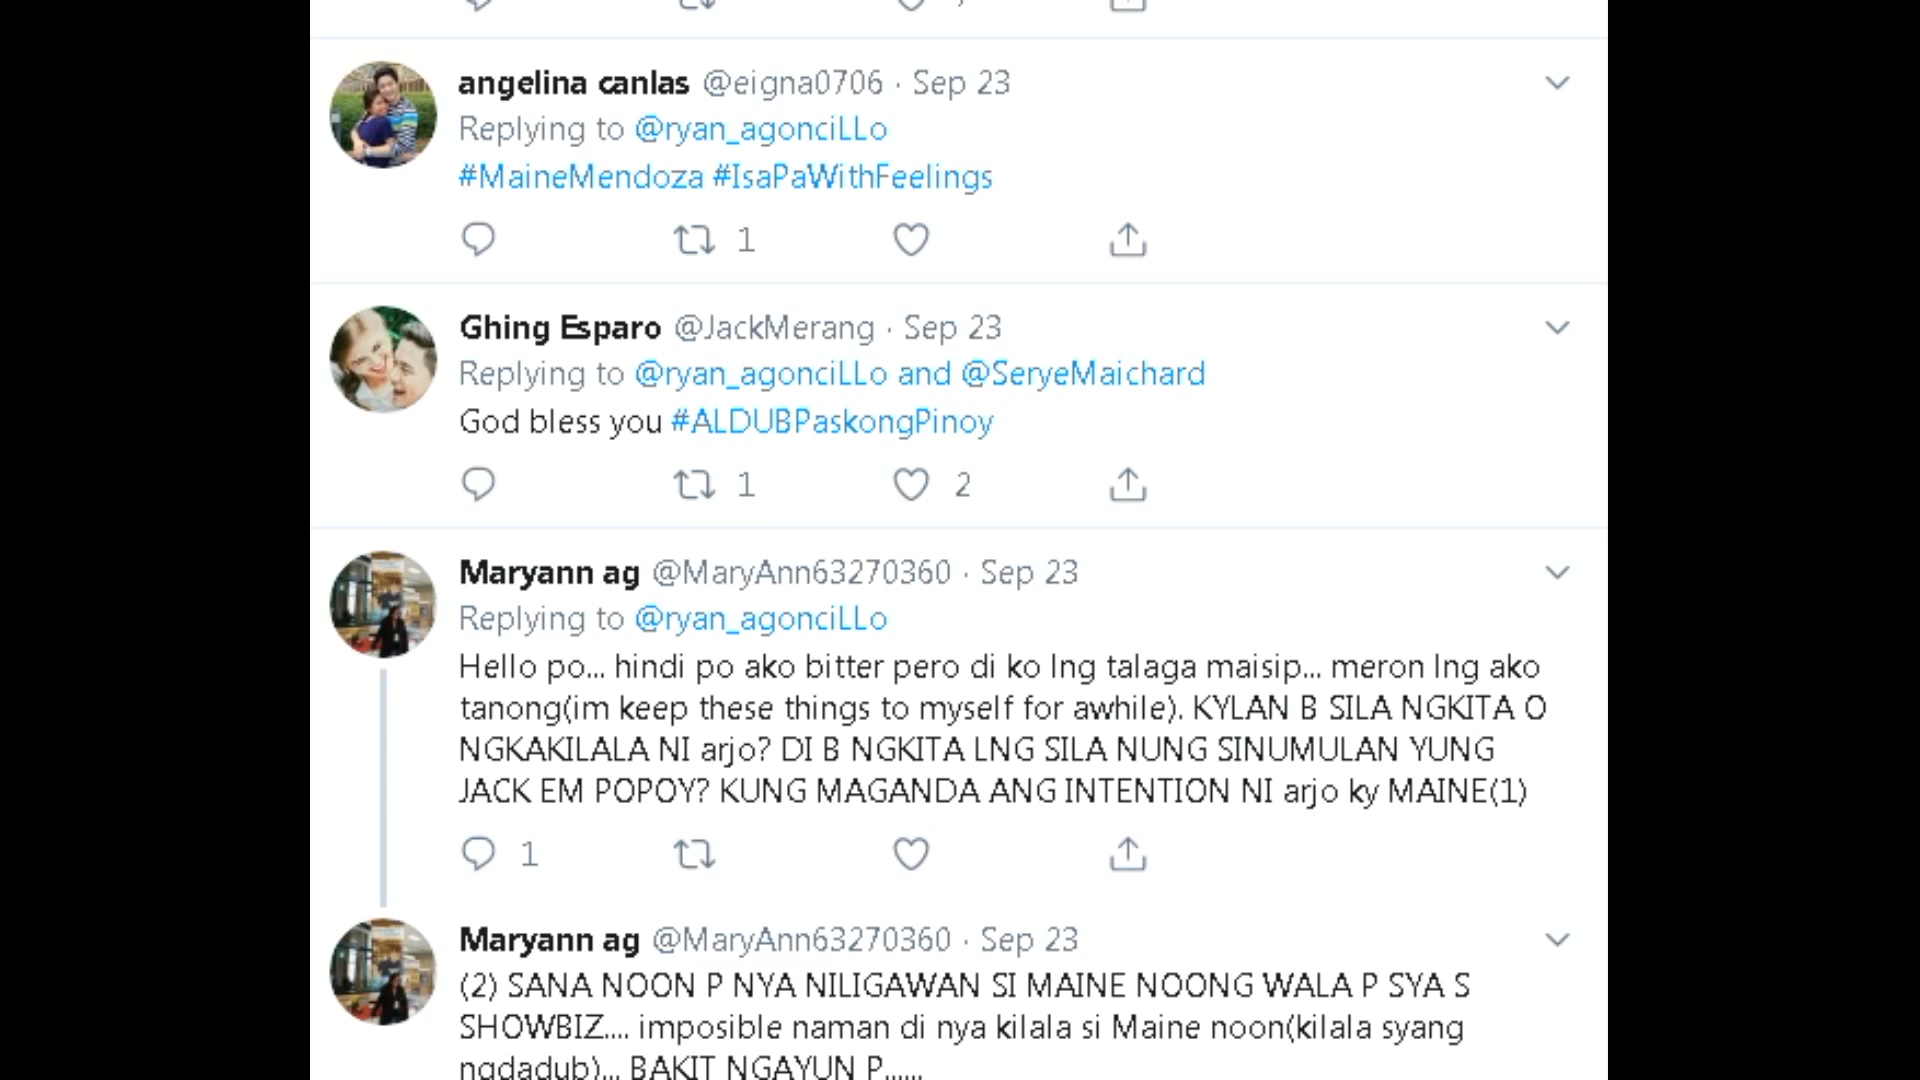 angelina canlas @eigna0706 · Sep 23
Replying to @ryan_agonciLLo
#MaineMendoza #IsaPaWithFeelings
1
Ghing Esparo @JackMerang · Sep 23
Replying to @ryan_agonciLLo and @SeryeMaichard
God bless you #ALDUBPaskongPinoy
1 2
Maryann ag @MaryAnn63270360 · Sep 23
Replying to @ryan_agonciLLo
Hello po... hindi po ako bitter pero di ko lng talaga maisip... meron lng ako
tanong(im keep these things to myself for awhile). KYLAN B SILA NGKITA O
NGKAKILALA NI arjo? DI B NGKITA LNG SILA NUNG SINUMULAN YUNG
JACK EM POPOY? KUNG MAGANDA ANG INTENTION NI arjo ky MAINE(1)
1
Maryann ag @MaryAnn63270360 · Sep 23
(2) SANA NOON P NYA NILIGAWAN SI MAINE NOONG WALA P SYA S
SHOWBIZ.... imposible naman di nya kilala si Maine noon(kilala syang
ngdadub)... BAKIT NGAYUN P......